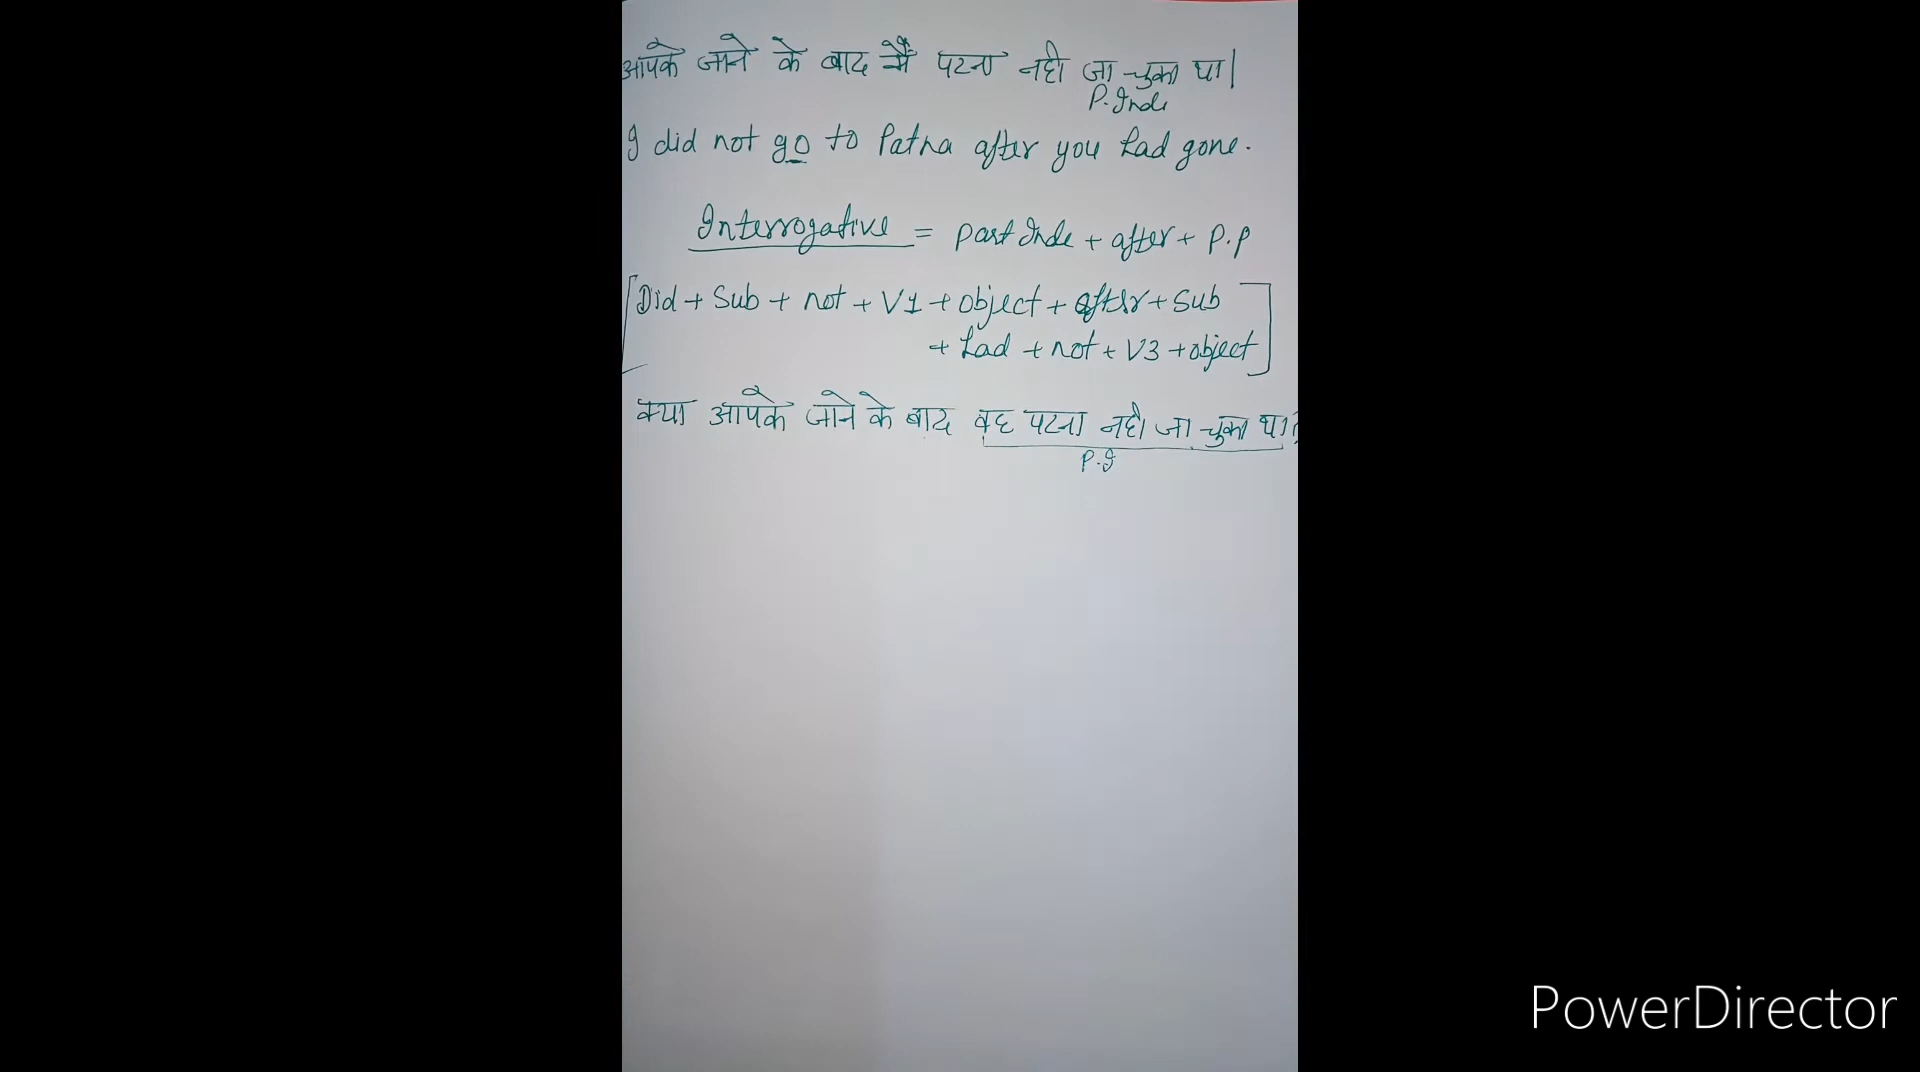 आपके जाने के बाद मैं पटना नही जा चुका था|
P. Inde
I did not go to Patna after you had gone.
Interrogative = Past Inde + after + P.P
[Did + Sub + not + V1 + object + after + Sub
+ had + not + V3 + object]
क्या आपके जाने के बाद वह पटना नही जा चुका था?
P.I
PowerDirector